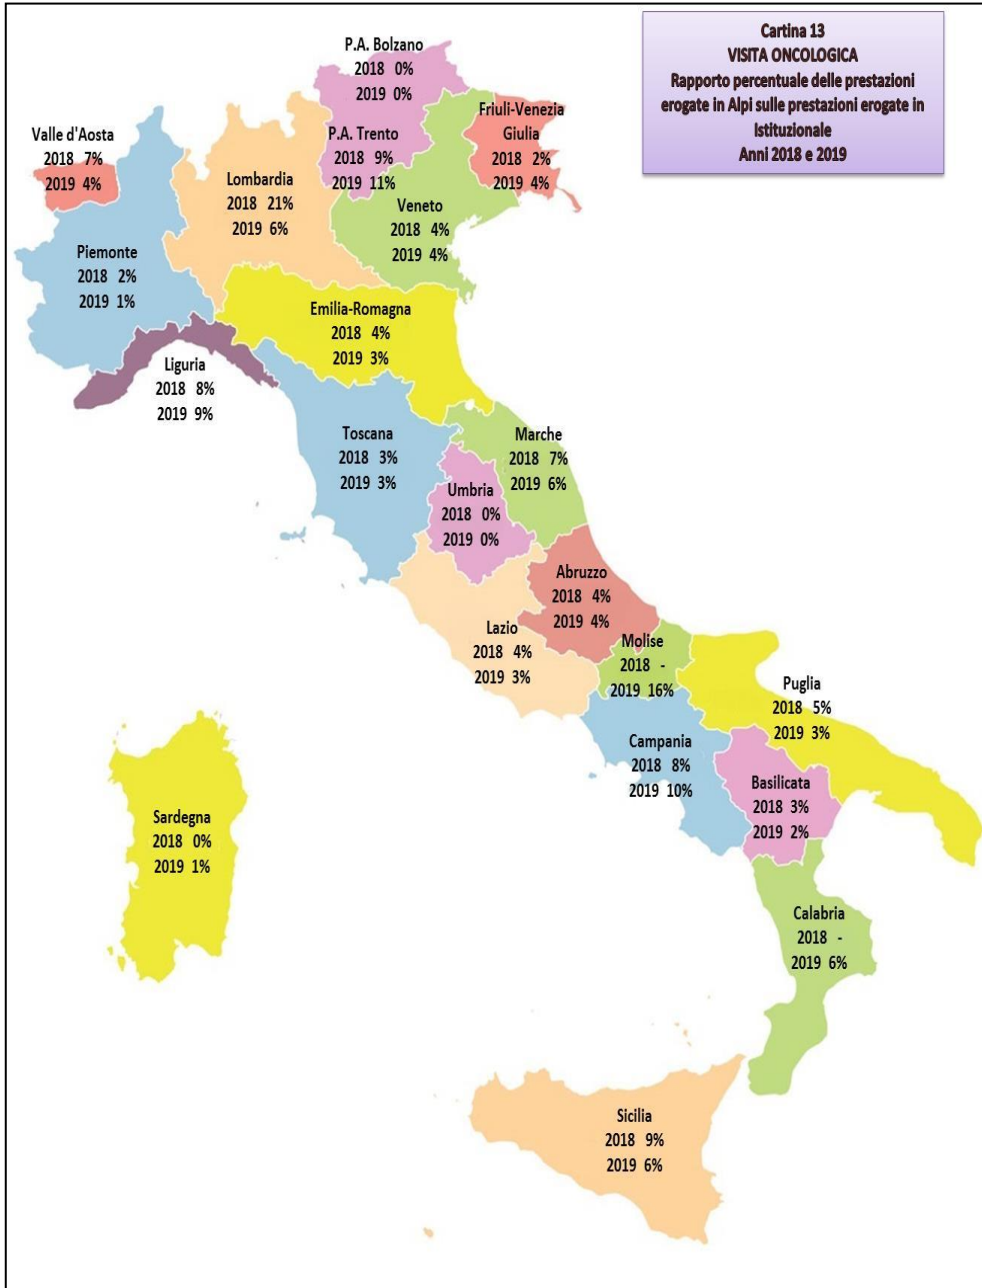 Cartina 13
VISITA ONCOLOGICA
Rapporto percentuale delle prestazioni
erogate in Alpi sulle prestazioni erogate in
Istituzionale
Anni 2018 e 2019
P.A. Bolzano
2018 0%
2019 0%
Friuli-Venezia
Giulia
2018 2%
2019 4%
Valle d'Aosta
2018 7%
2019 4%
P.A. Trento
2018 9%
2019 11%
Lombardia
2018 21%
2019 6%
Veneto
2018 4%
2019 4%
Piemonte
2018 2%
2019 1%
Emilia-Romagna
2018 4%
2019 3%
Liguria
2018 8%
2019 9%
Toscana
2018 3%
2019 3%
Marche
2018 7%
2019 6%
Umbria
2018 0%
2019 0%
Abruzzo
2018 4%
2019 4%
Lazio
2018 4%
2019 3%
Molise
2018 -
2019 16%
Puglia
2018 5%
2019 3%
Campania
2018 8%
2019 10%
Basilicata
2018 3%
2019 2%
Sardegna
2018 0%
2019 1%
Calabria
2018 -
2019 6%
Sicilia
2018 9%
2019 6%